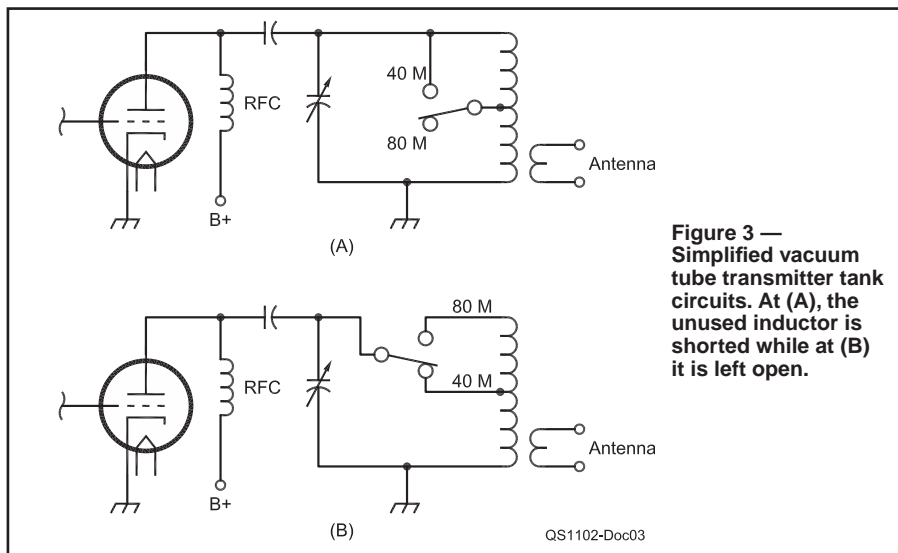 40 M
RFC
80 M
Antenna
B+
(A)
Figure 3 —
Simplified vacuum
tube transmitter tank
circuits. At (A), the
unused inductor is
shorted while at (B)
it is left open.
80 M
RFC
40 M
Antenna
B+
(B)
QS1102-Doc03